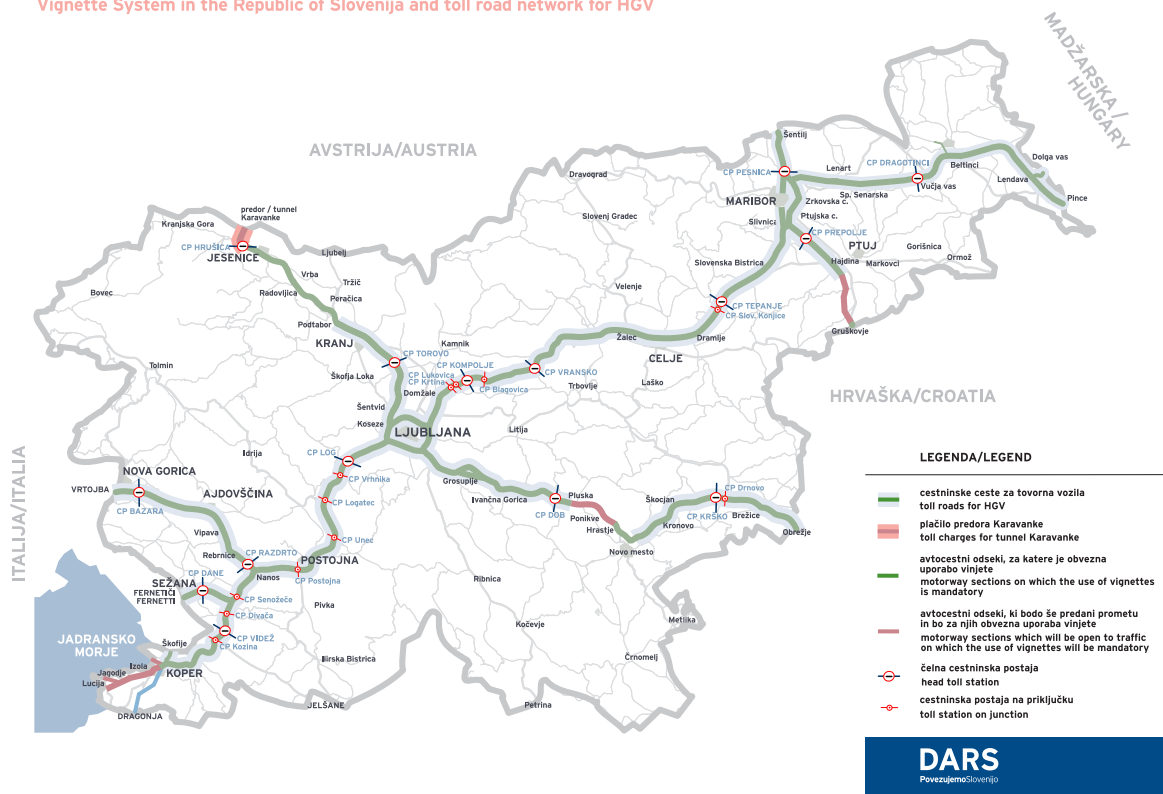 Vignette System in the Republic of Slovenija and toll road network for HGV
MADŽARSKA /
HUNGARY
AVSTRIJA/AUSTRIA
Šentilj
CP PESNICA
Lenart
CP DRAGOTINCI
Beltinci
Dolga vas
Lendava
Pince
Vučja vas
Sp. Senarska
Dravograd
MARIBOR
Zrkovska c.
Ptujska c.
Slovenj Gradec
Slivnica
CP PREPOLJE
PTUJ
Gorišnica
Ormož
Hajdina
Markovci
predor / tunnel
Karavanke
Kranjska Gora
CP HRUŠICA
JESENICE
Ljubelj
Slovenska Bistrica
Vrba
Tržič
Radovljica
Peračica
Bovec
Velenje
CP TEPANJE
CP Slov. Konjice
Podtabor
Gruškovje
KRANJ
Kamnik
Žalec
Dramlje
CELJE
CP TOROVO
Tolmin
CP KOMPOLJE
CP Lukovica
CP Krtina
CP VRANSKO
Škofja Loka
Domžale
CP Blagovica
Trbovlje
Laško
HRVAŠKA/CROATIA
Šentvid
Koseze
LJUBLJANA
Litija
Idrija
CP LOG
ITALIJA/ITALIA
NOVA GORICA
CP Vrhnika
Grosuplje
VRTOJBA
AJDOVŠČINA
CP BAZARA
CP Logatec
Ivančna Gorica
Pluska
CP DOB
Škocjan
CP Drnovo
CP KRŠKO
Brežice
Ponikve
Hrastje
Kronovo
Obrežje
Vipava
CP Unec
Novo mesto
Rebrnice
CP RAZDRTO
POSTOJNA
CP DANE
Nanos
CP Postojna
SEŽANA
FERNETIČI
FERNETTI
CP Senožeče
Ribnica
CP Divača
Pivka
Kočevje
Metlika
JADRANSKO
MORJE
Škofije
CP VIDEŽ
CP Kozina
Izola
Jagodje
Lucija
KOPER
Ilirska Bistrica
Črnomelj
DRAGONJA
JELŠANE
Petrina
LEGENDA/LEGEND
cestninske ceste za tovorna vozila
toll roads for HGV
plačilo predora Karavanke
toll charges for tunnel Karavanke
avtocestni odseki, za katere je obvezna
uporabo vinjete
motorway sections on which the use of vignettes
is mandatory
avtocestni odseki, ki bodo še predani prometu
in bo za njih obvezna uporaba vinjete
motorway sections which will be open to traffic
on which the use of vignettes will be mandatory
čelna cestninska postaja
head toll station
cestninska postaja na priključku
toll station on junction
DARS
PovezujemoSlovenijo